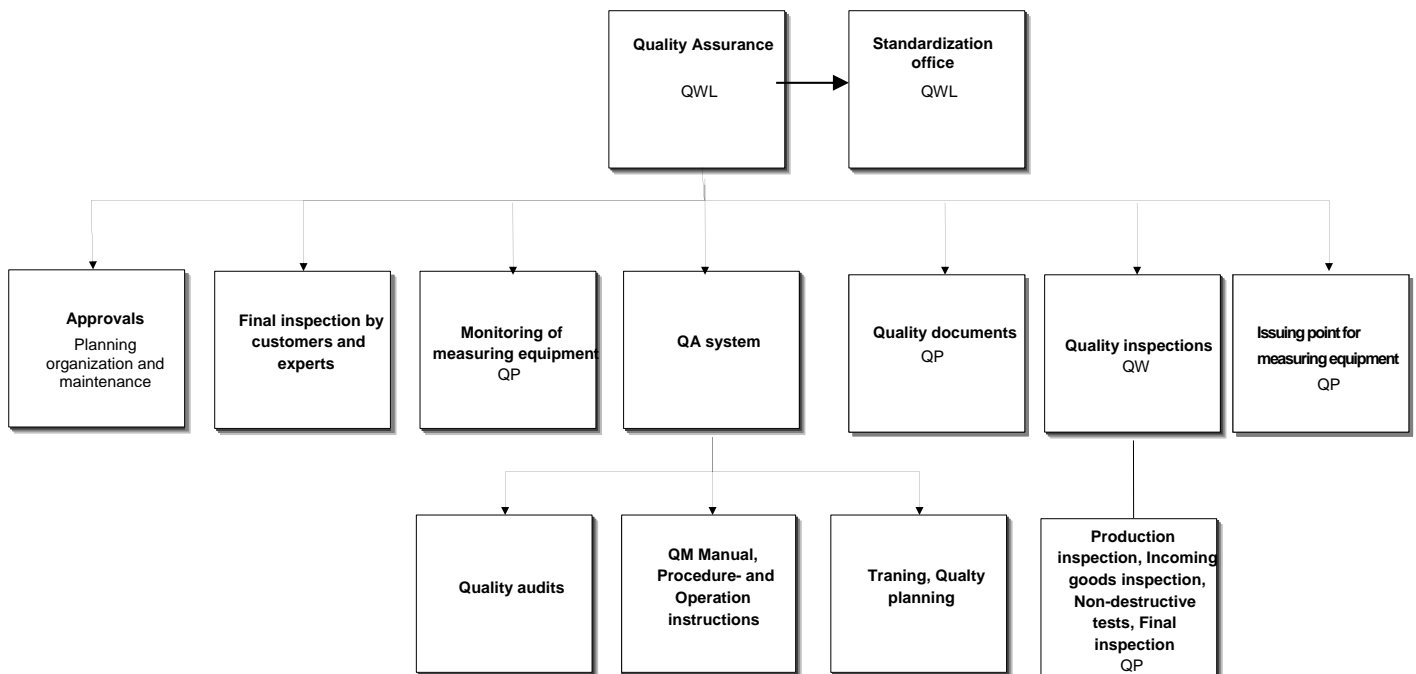 Quality Assurance
QWL
Standardization
office
QWL
Approvals
Planning
organization and
maintenance
Final inspection by
customers and
experts
Monitoring of
measuring equipment
QP
QA system
Quality documents
QP
Quality inspections
QW
Issuing point for
measuring equipment
QP
Quality audits
QM Manual,
Procedure- and
Operation
instructions
Traning, Qualty
planning
Production
inspection, Incoming
goods inspection,
Non-destructive
tests, Final
inspection
QP